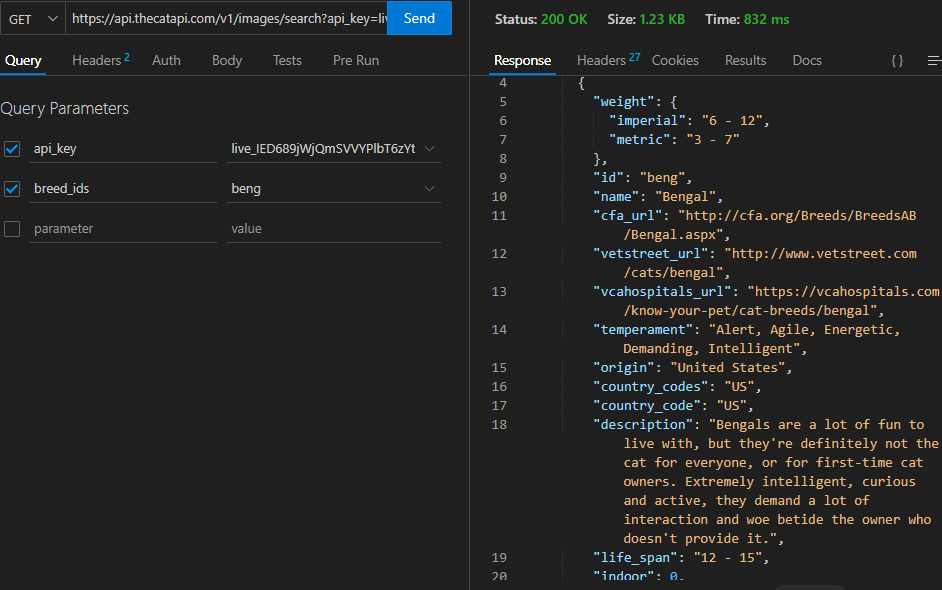 GET https://api.thecatapi.com/v1/images/search?api_key=liv Send
Query Headers 2 Auth Body Tests Pre Run
Query Parameters
api_key live_IED689jWjQmSVVYPlbT6zYt
breed_ids beng
parameter value
Status: 200 OK Size: 1.23 KB Time: 832 ms
Response Headers 27 Cookies Results Docs {}
4 {
5 "weight": {
6 "imperial": "6 - 12",
7 "metric": "3 - 7"
8 },
9 "id": "beng",
10 "name": "Bengal",
11 "cfa_url": "http://cfa.org/Breeds/BreedsAB
/Bengal.aspx",
12 "vetstreet_url": "http://www.vetstreet.com
/cats/bengal",
13 "vcahospitals_url": "https://vcahospitals.com
/know-your-pet/cat-breeds/bengal",
14 "temperament": "Alert, Agile, Energetic,
Demanding, Intelligent",
15 "origin": "United States",
16 "country_codes": "US",
17 "country_code": "US",
18 "description": "Bengals are a lot of fun to
live with, but they're definitely not the
cat for everyone, or for first-time cat
owners. Extremely intelligent, curious
and active, they demand a lot of
interaction and woe betide the owner who
doesn't provide it.",
19 "life_span": "12 - 15",
20 "indoor": 0,